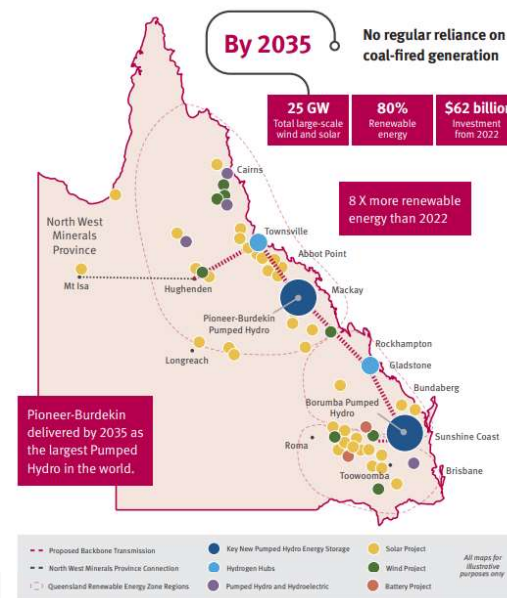 By 2035
No regular reliance on
coal-fired generation
25 GW
Total large-scale
wind and solar
80%
Renewable
energy
$62 billion
Investment
from 2022
8 X more renewable
energy than 2022
Cairns
North West
Minerals
Province
Townsville
Abbot Point
Mt Isa
Hughenden
Mackay
Pioneer-Burdekin
Pumped Hydro
Longreach
Rockhampton
Gladstone
Bundaberg
Borumba Pumped
Hydro
Sunshine Coast
Roma
Toowoomba
Brisbane
Pioneer-Burdekin
delivered by 2035 as
the largest Pumped
Hydro in the world.
Proposed Backbone Transmission
North West Minerals Province Connection
Queensland Renewable Energy Zone Regions
Key New Pumped Hydro Energy Storage
Hydrogen Hubs
Pumped Hydro and Hydroelectric
Solar Project
Wind Project
Battery Project
All maps for
illustrative
purposes only